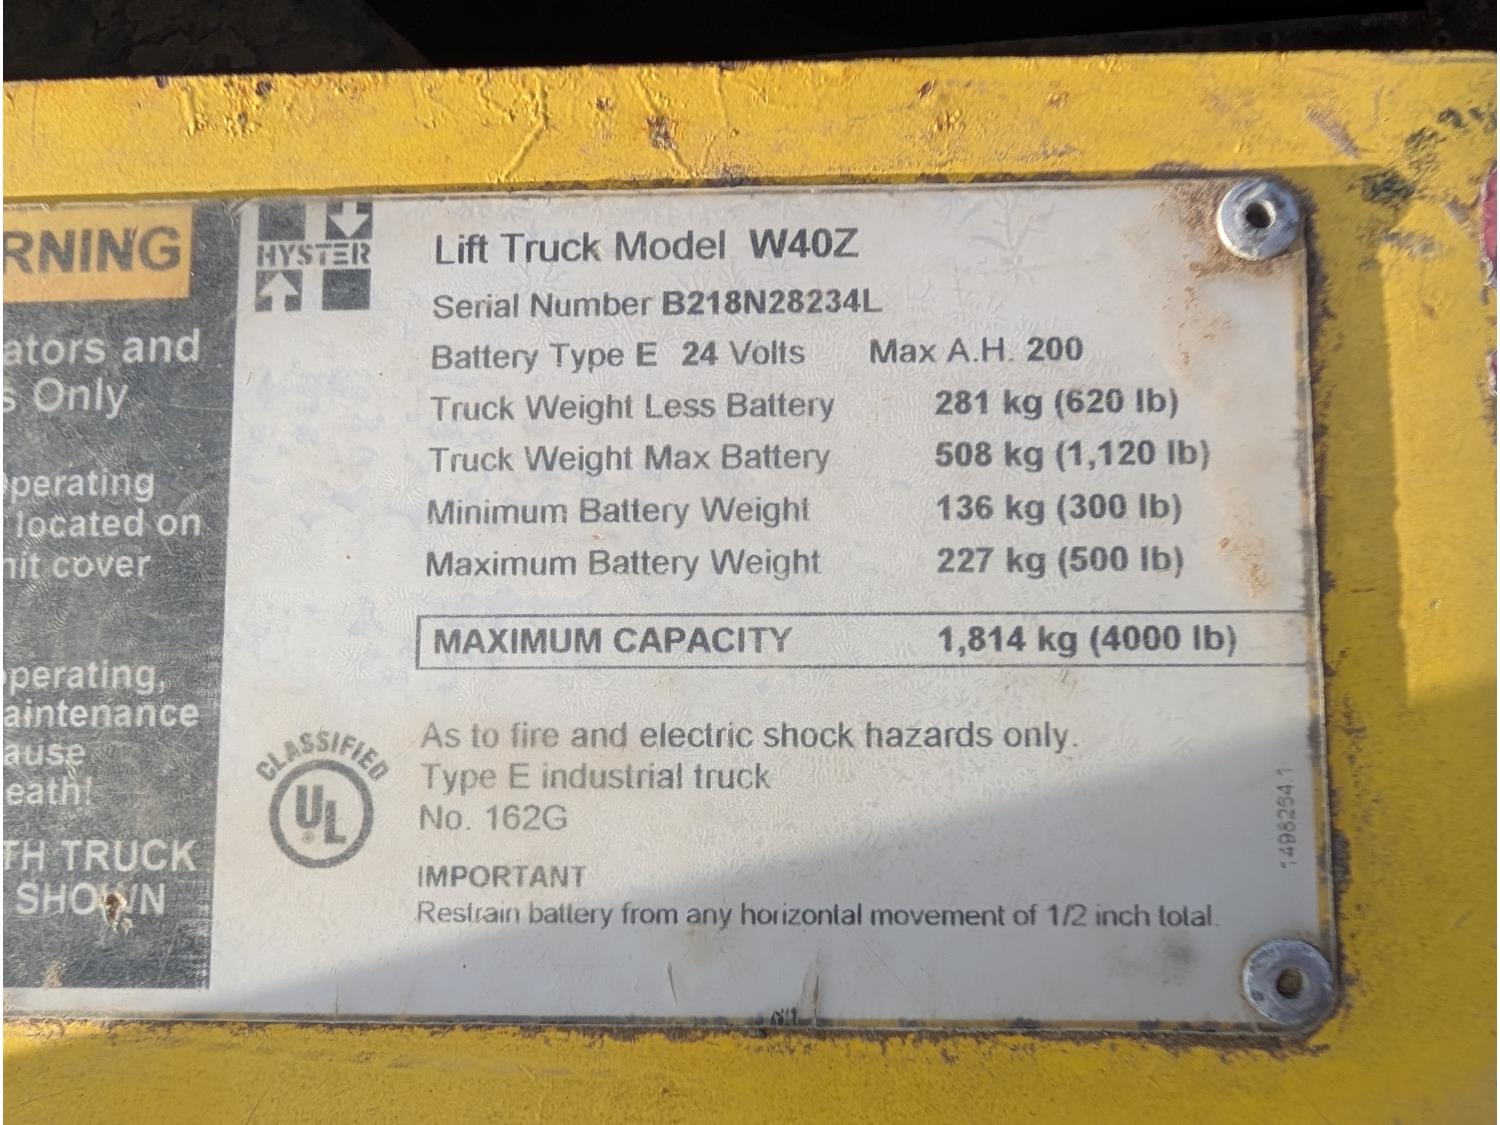 RNING
ators and
s Only
perating
located on
nit cover
perating,
aintenance
ause
eath!
TH TRUCK
SHOWN
HYSTER
Lift Truck Model W40Z
Serial Number B218N28234L
Battery Type E 24 Volts Max A.H. 200
Truck Weight Less Battery 281 kg (620 lb)
Truck Weight Max Battery 508 kg (1,120 lb)
Minimum Battery Weight 136 kg (300 lb)
Maximum Battery Weight 227 kg (500 lb)
MAXIMUM CAPACITY 1,814 kg (4000 lb)
CLASSIFIED
UL
As to fire and electric shock hazards only.
Type E industrial truck
No. 162G
IMPORTANT
Restrain battery from any horizontal movement of 1/2 inch total.
1498264.1